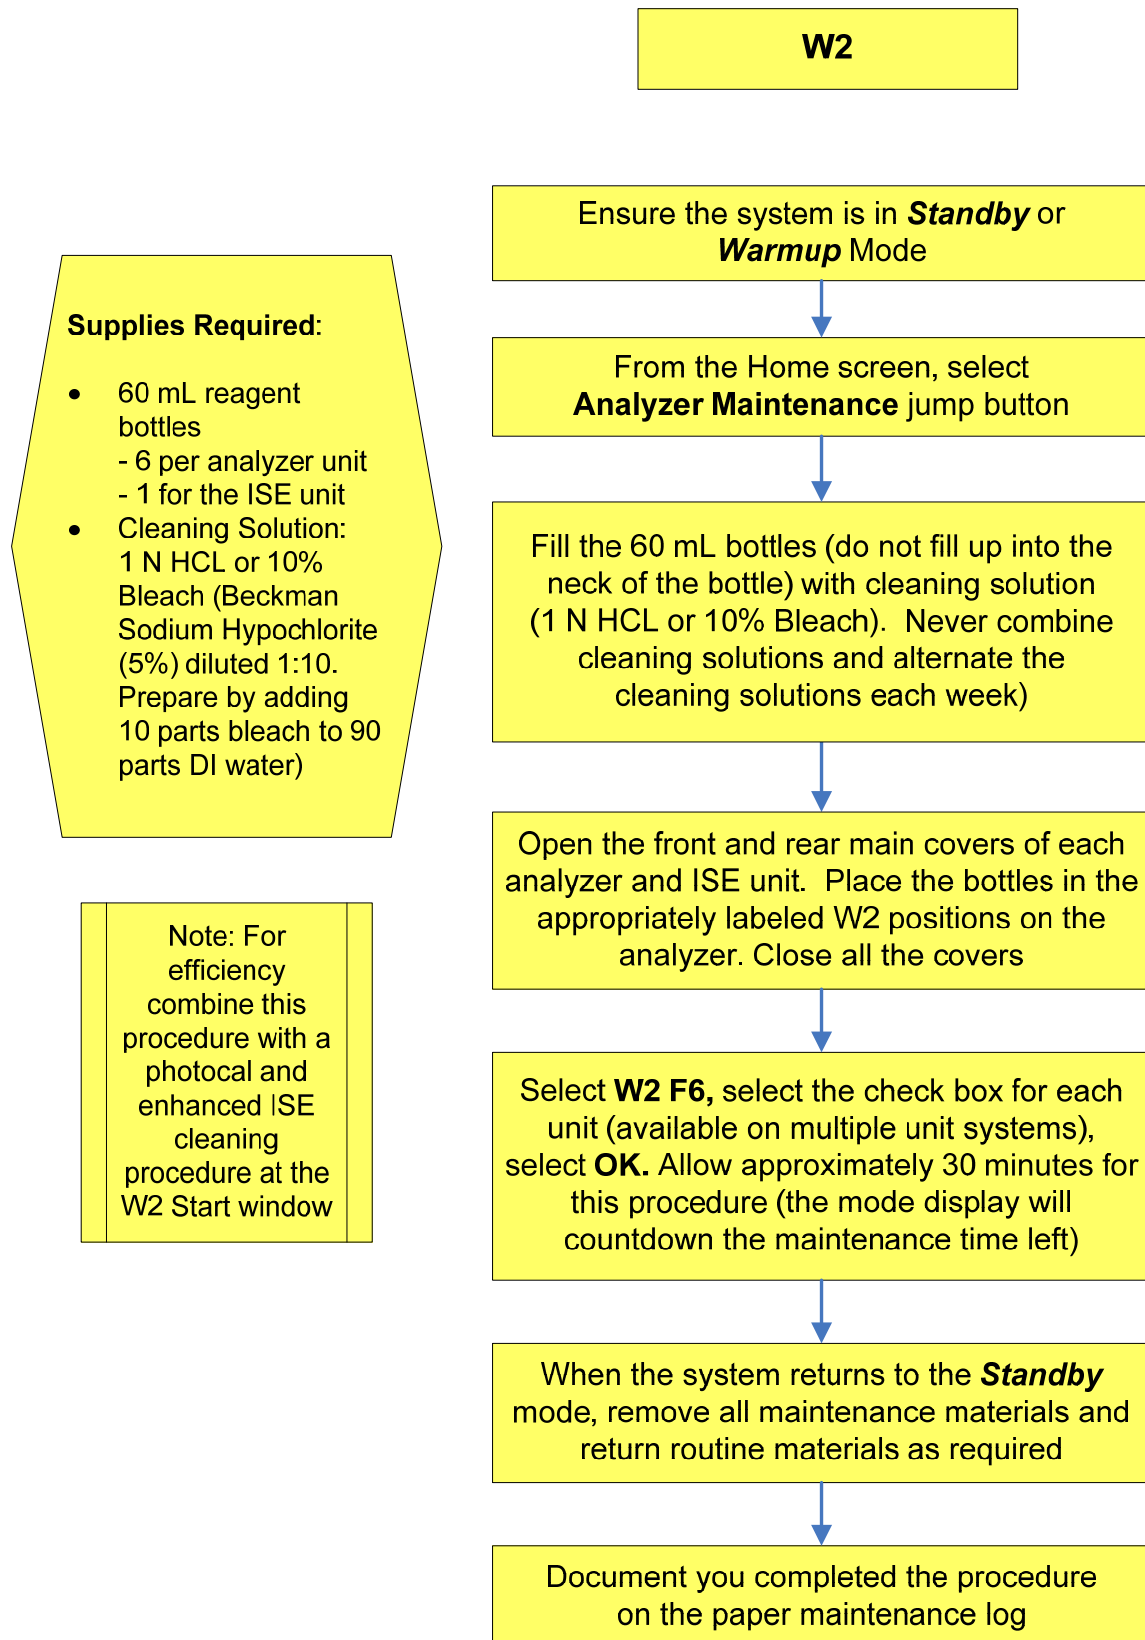 W2
Ensure the system is in Standby or
Warmup Mode
Supplies Required:
• 60 mL reagent
bottles
- 6 per analyzer unit
- 1 for the ISE unit
• Cleaning Solution:
1 N HCL or 10%
Bleach (Beckman
Sodium Hypochlorite
(5%) diluted 1:10.
Prepare by adding
10 parts bleach to 90
parts DI water)
From the Home screen, select
Analyzer Maintenance jump button
Fill the 60 mL bottles (do not fill up into the
neck of the bottle) with cleaning solution
(1 N HCL or 10% Bleach). Never combine
cleaning solutions and alternate the
cleaning solutions each week)
Open the front and rear main covers of each
analyzer and ISE unit. Place the bottles in the
appropriately labeled W2 positions on the
analyzer. Close all the covers
Note: For
efficiency
combine this
procedure with a
photocal and
enhanced ISE
cleaning
procedure at the
W2 Start window
Select W2 F6, select the check box for each
unit (available on multiple unit systems),
select OK. Allow approximately 30 minutes for
this procedure (the mode display will
countdown the maintenance time left)
When the system returns to the Standby
mode, remove all maintenance materials and
return routine materials as required
Document you completed the procedure
on the paper maintenance log